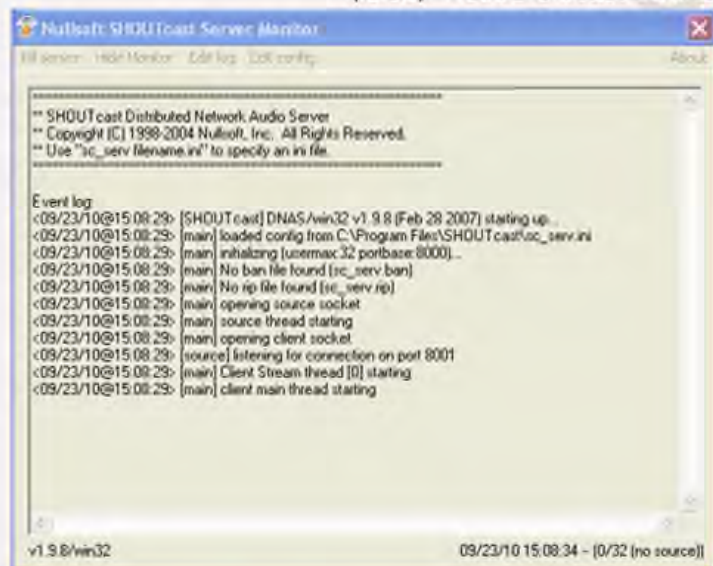 Nullsoft SHOUTcast Server Monitor
Kill server Hide Monitor Edit log Edit config About
** SHOUTcast Distributed Network Audio Server
** Copyright (C) 1998-2004 Nullsoft, Inc. All Rights Reserved.
** Use "sc_serv filename.ini" to specify an ini file.
Event log:
<09/23/10@15:08:29> [SHOUTcast] DNAS/win32 v1.9.8 (Feb 28 2007) starting up...
<09/23/10@15:08:29> [main] loaded config from C:\Program Files\SHOUTcast\sc_serv.ini
<09/23/10@15:08:29> [main] initializing (usermax:32 portbase:8000)...
<09/23/10@15:08:29> [main] No ban file found (sc_serv.ban)
<09/23/10@15:08:29> [main] No rip file found (sc_serv.rip)
<09/23/10@15:08:29> [main] opening source socket
<09/23/10@15:08:29> [main] source thread starting
<09/23/10@15:08:29> [main] opening client socket
<09/23/10@15:08:29> [source] listening for connection on port 8001
<09/23/10@15:08:29> [main] Client Stream thread [0] starting
<09/23/10@15:08:29> [main] client main thread starting
v1.9.8/win32 09/23/10 15:08:34 - [0/32 (no source)]